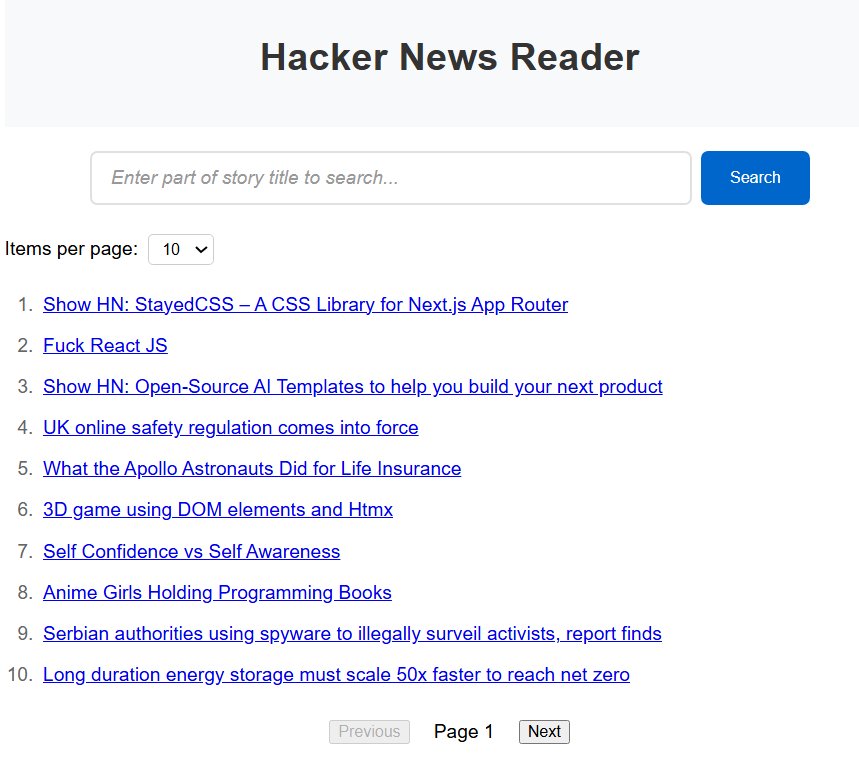 Hacker News Reader
Enter part of story title to search...
Search
Items per page: 10
1. Show HN: StayedCSS – A CSS Library for Next.js App Router
2. Fuck React JS
3. Show HN: Open-Source AI Templates to help you build your next product
4. UK online safety regulation comes into force
5. What the Apollo Astronauts Did for Life Insurance
6. 3D game using DOM elements and Htmx
7. Self Confidence vs Self Awareness
8. Anime Girls Holding Programming Books
9. Serbian authorities using spyware to illegally surveil activists, report finds
10. Long duration energy storage must scale 50x faster to reach net zero
Previous Page 1 Next